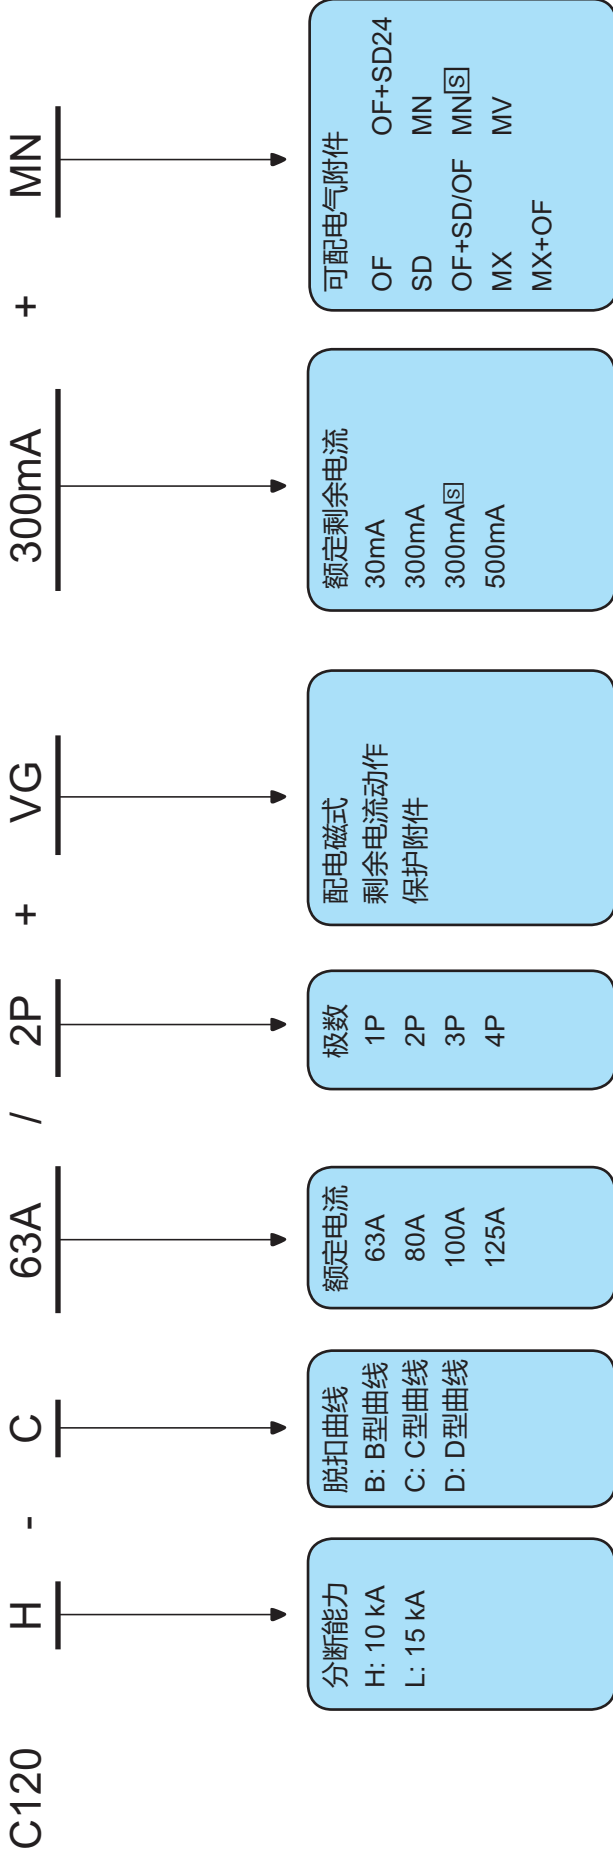 C120 H - C 63A / 2P + VG 300mA + MN
分断能力
H: 10 kA
L: 15 kA
脱扣曲线
B: B型曲线
C: C型曲线
D: D型曲线
额定电流
63A
80A
100A
125A
极数
1P
2P
3P
4P
配电磁式
剩余电流动作
保护附件
额定剩余电流
30mA
300mA
300mA🅂
500mA
可配电气附件
OF OF+SD24
SD MN
OF+SD/OF MN🅂
MX MV
MX+OF